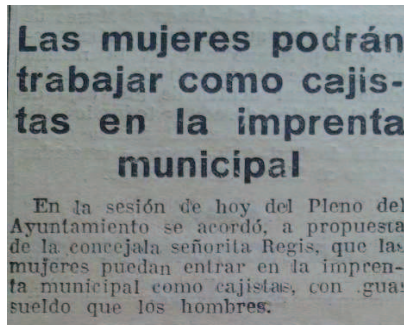 Las mujeres podrán
trabajar como cajis-
tas en la imprenta
municipal
En la sesión de hoy del Pleno del
Ayuntamiento se acordó, a propuesta
de la concejala señorita Regis, que las
mujeres puedan entrar en la impren-
ta municipal como cajistas, con gua
sueldo que los hombres.